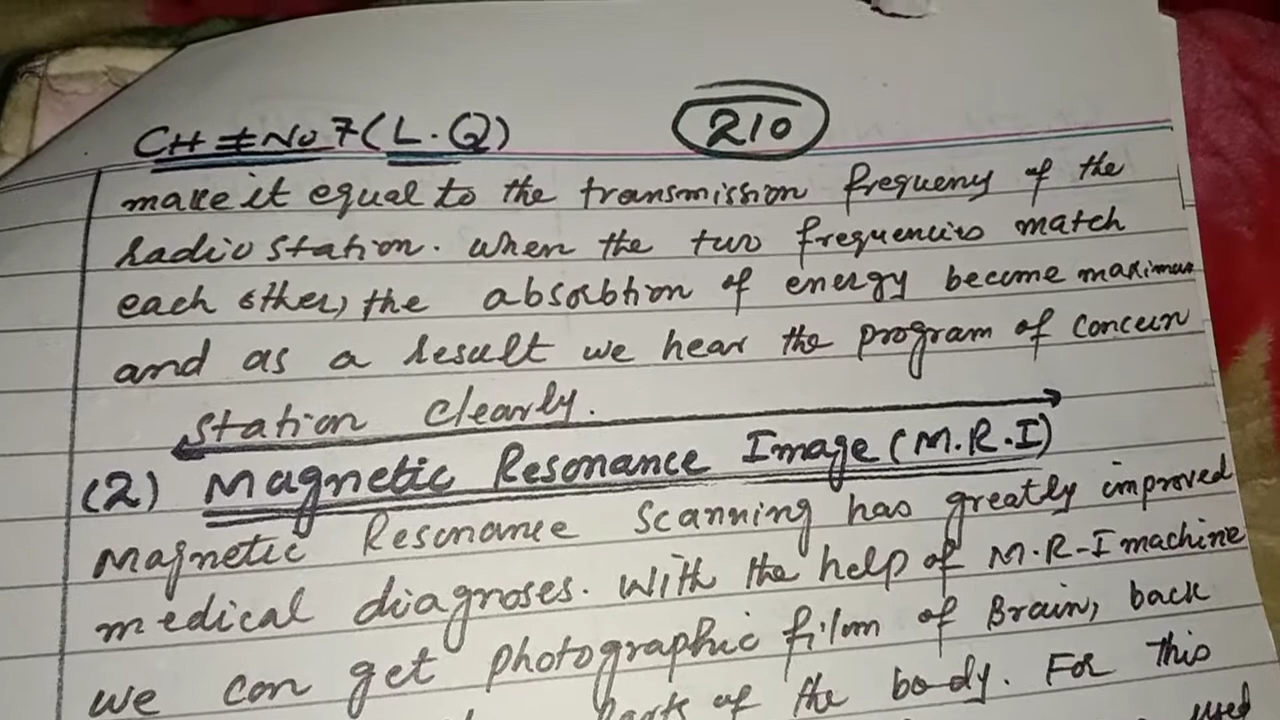 CH # No 7 (L.Q)
210
make it equal to the transmission frequeny of the
radio station. when the two frequencies match
each other, the absorbtion of energy become maximum
and as a result we hear the program of concern
station clearly.
(2) Magnetic Resonance Image (M.R.I)
Magnetic Resonance Scanning has greatly improved
medical diagnoses. With the help of M.R-I machine
we can get photographic film of Brain, back
parts of the body. For This
used